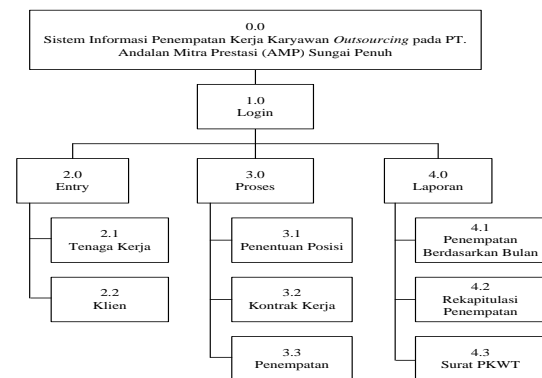 0.0
Sistem Informasi Penempatan Kerja Karyawan Outsourcing pada PT.
Andalan Mitra Prestasi (AMP) Sungai Penuh
1.0
Login
2.0
Entry
3.0
Proses
4.0
Laporan
2.1
Tenaga Kerja
2.2
Klien
3.1
Penentuan Posisi
3.2
Kontrak Kerja
3.3
Penempatan
4.1
Penempatan
Berdasarkan Bulan
4.2
Rekapitulasi
Penempatan
4.3
Surat PKWT